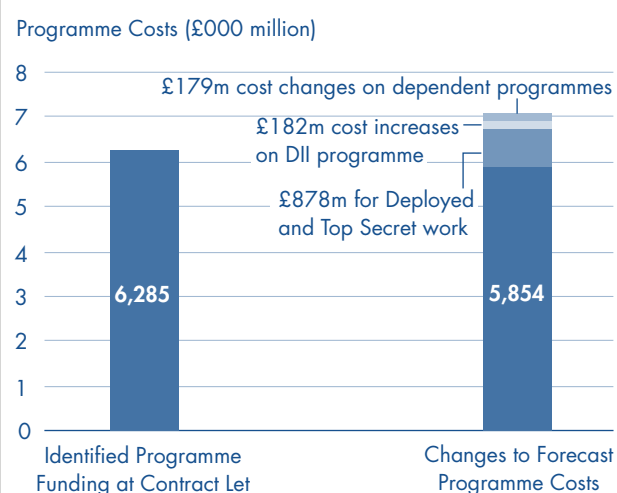 Programme Costs (£000 million)
8
£179m cost changes on dependent programmes
7
£182m cost increases
on DII programme
6
£878m for Deployed
and Top Secret work
5
4
3
6,285
5,854
2
1
0
Identified Programme
Funding at Contract Let
Changes to Forecast
Programme Costs